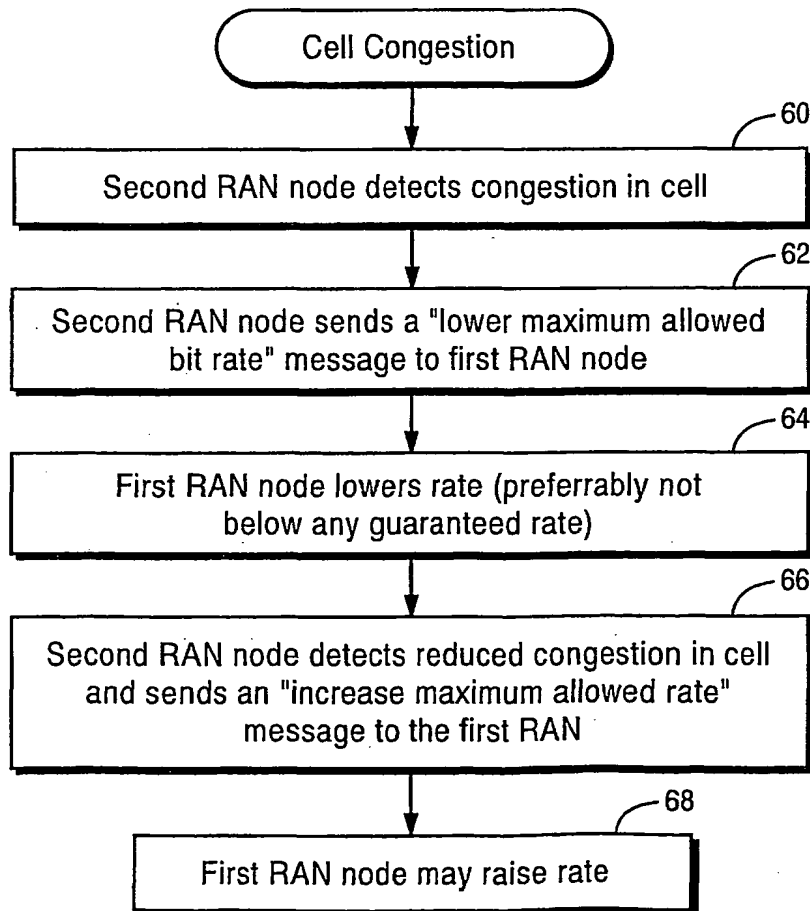 Cell Congestion
60
Second RAN node detects congestion in cell
62
Second RAN node sends a "lower maximum allowed
bit rate" message to first RAN node
64
First RAN node lowers rate (preferrably not
below any guaranteed rate)
66
Second RAN node detects reduced congestion in cell
and sends an "increase maximum allowed rate"
message to the first RAN
68
First RAN node may raise rate